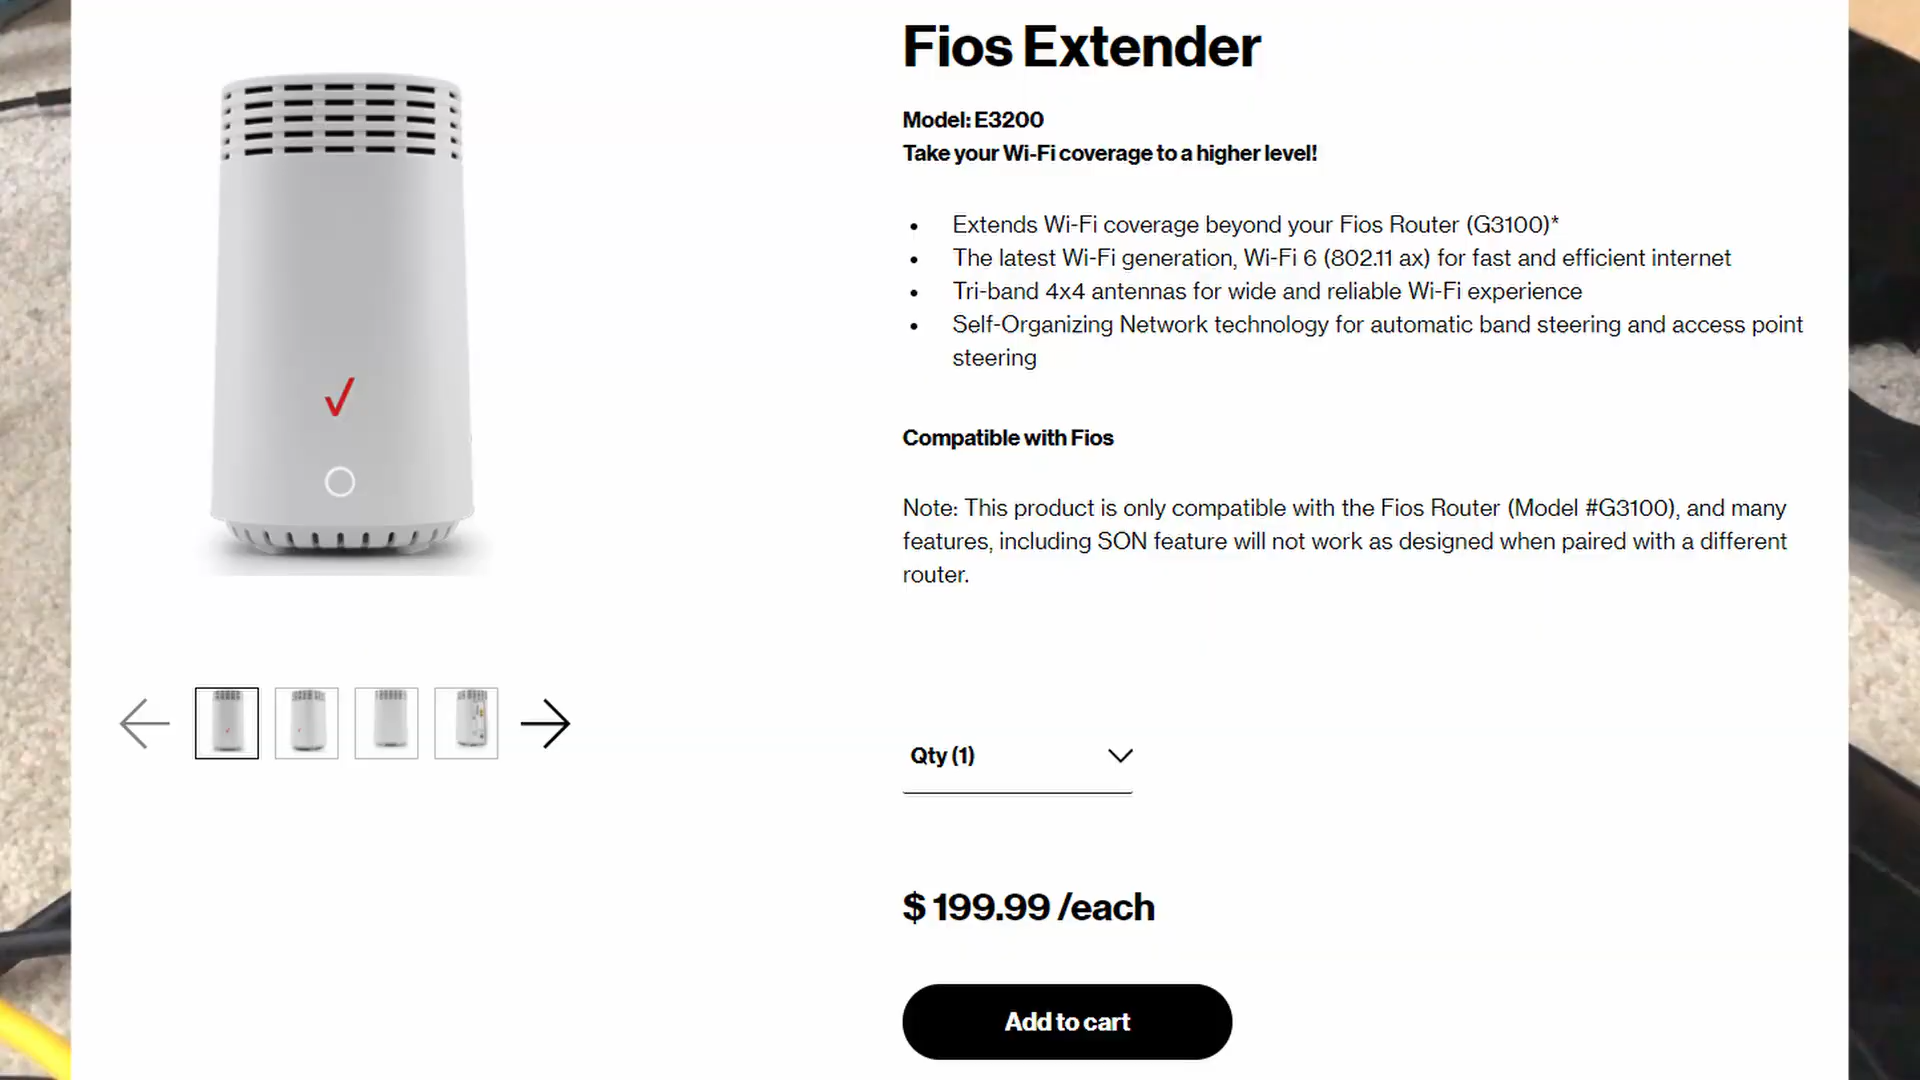 Fios Extender
Model: E3200
Take your Wi-Fi coverage to a higher level!
• Extends Wi-Fi coverage beyond your Fios Router (G3100)*
• The latest Wi-Fi generation, Wi-Fi 6 (802.11 ax) for fast and efficient internet
• Tri-band 4x4 antennas for wide and reliable Wi-Fi experience
• Self-Organizing Network technology for automatic band steering and access point
steering
Compatible with Fios
Note: This product is only compatible with the Fios Router (Model #G3100), and many
features, including SON feature will not work as designed when paired with a different
router.
Qty (1)
$ 199.99 /each
Add to cart